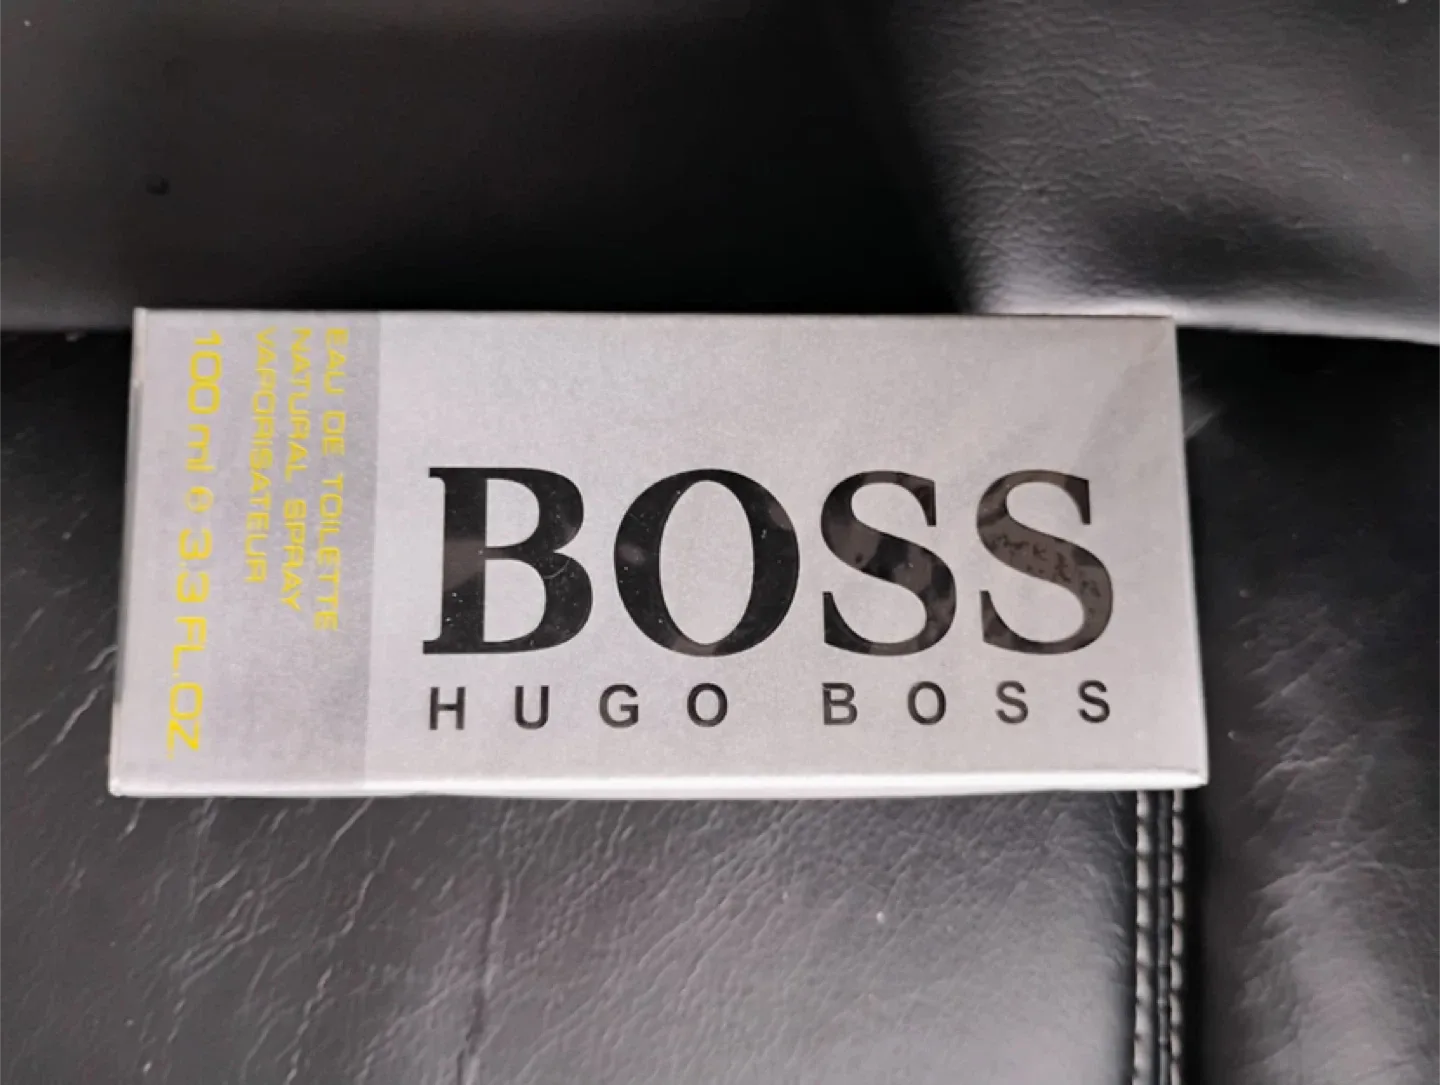 BOSS
HUGO BOSS
EAU DE TOILETTE
NATURAL SPRAY
VAPORISATEUR
100 ml ℮ 3.3 FL.OZ.